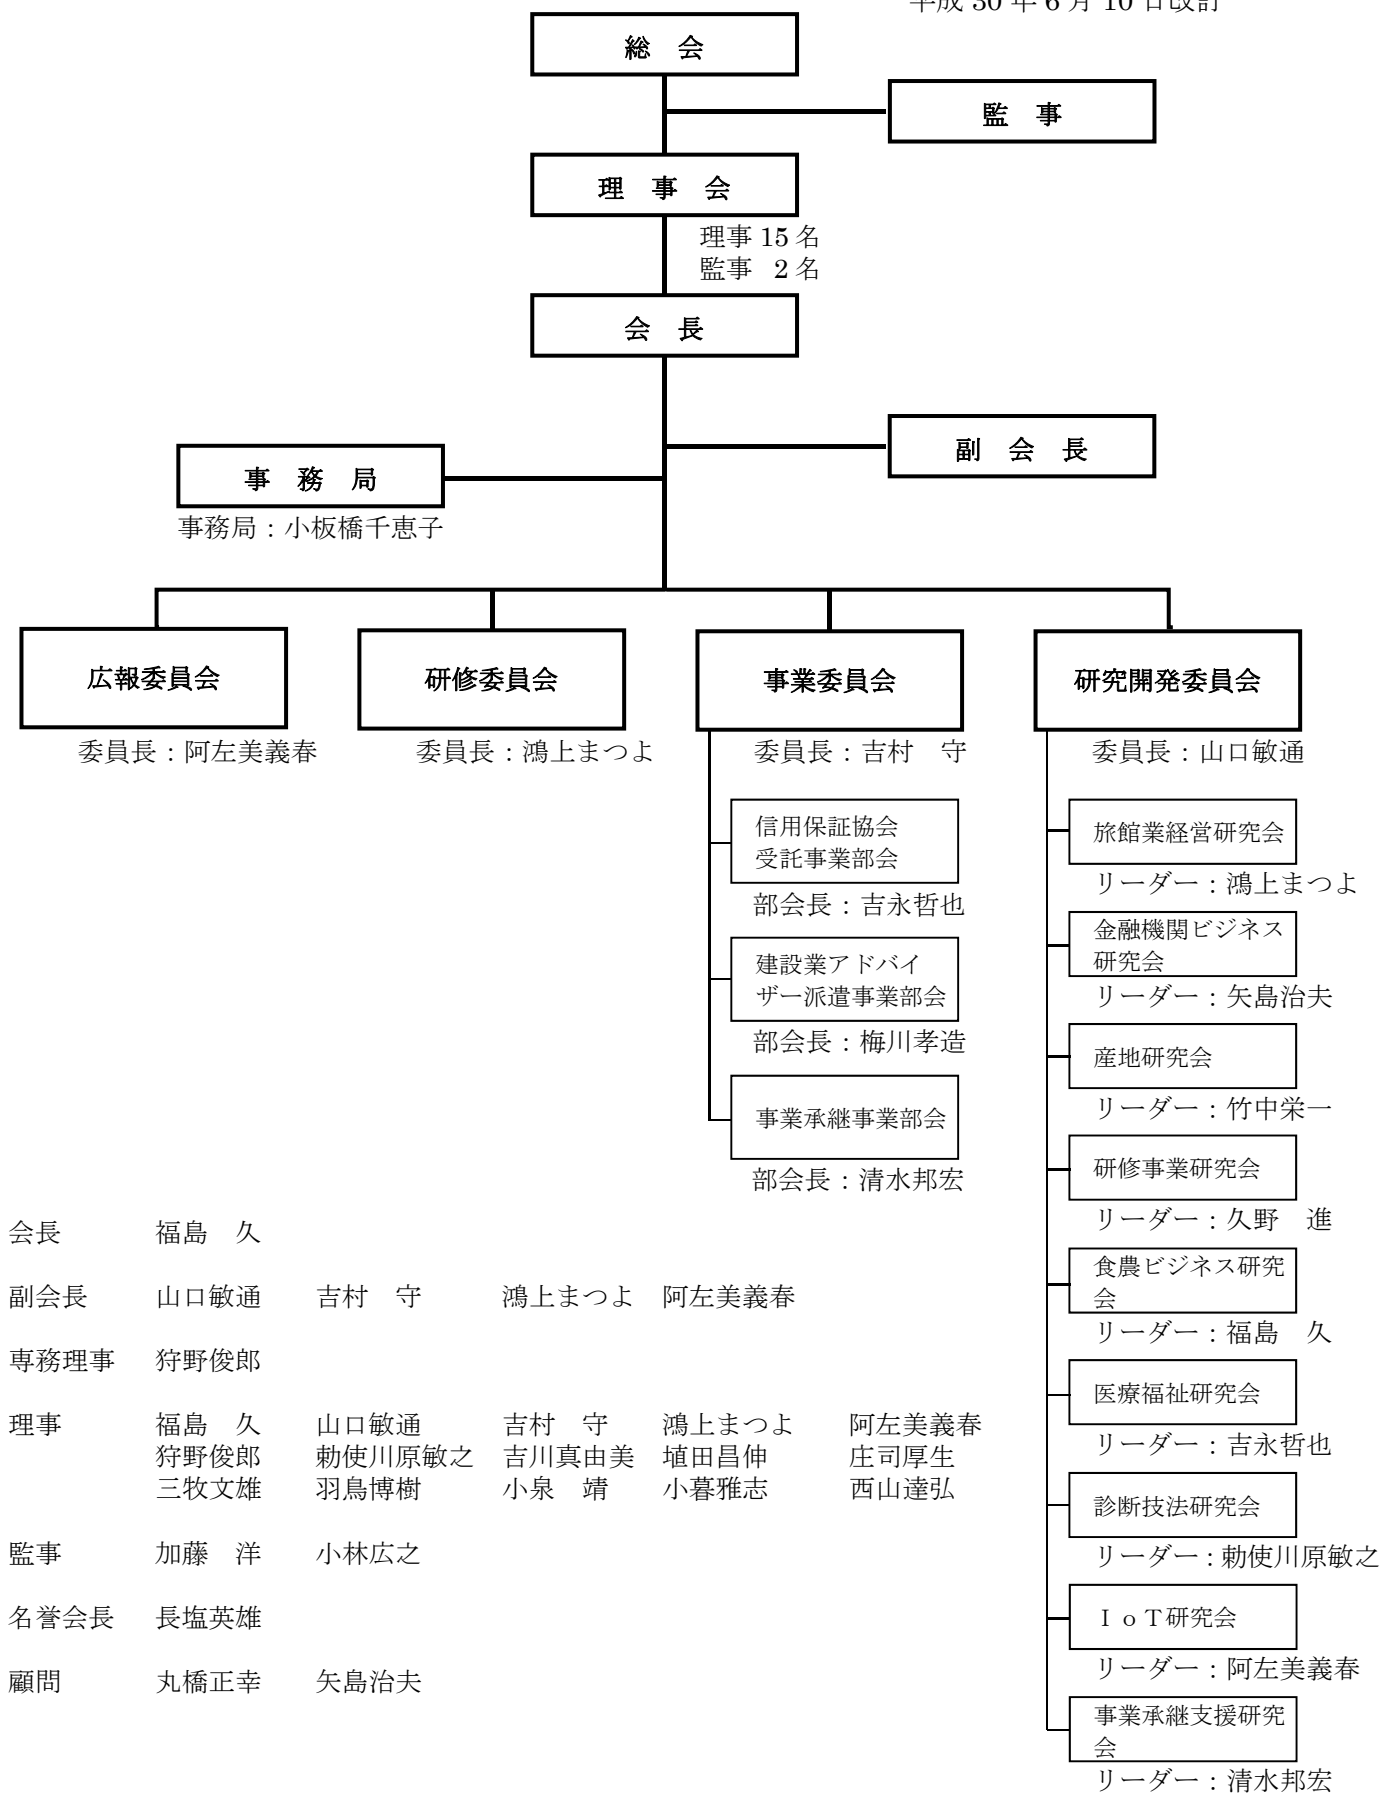 平成 30 年 6 月 10 日改訂
総　会
監　事
理　事　会
理事 15 名
監事 2 名
会　長
副　会　長
事　務　局
事務局：小板橋千恵子
広報委員会
委員長：阿左美義春
研修委員会
委員長：鴻上まつよ
事業委員会
委員長：吉村　守
信用保証協会
受託事業部会
部会長：吉永哲也
建設業アドバイ
ザー派遣事業部会
部会長：梅川孝造
事業承継事業部会
部会長：清水邦宏
研究開発委員会
委員長：山口敏通
旅館業経営研究会
リーダー：鴻上まつよ
金融機関ビジネス
研究会
リーダー：矢島治夫
産地研究会
リーダー：竹中栄一
研修事業研究会
リーダー：久野　進
食農ビジネス研究
会
リーダー：福島　久
医療福祉研究会
リーダー：吉永哲也
診断技法研究会
リーダー：勅使川原敏之
ＩｏＴ研究会
リーダー：阿左美義春
事業承継支援研究
会
リーダー：清水邦宏
会長　福島　久
副会長　山口敏通　吉村　守　鴻上まつよ　阿左美義春
専務理事　狩野俊郎
理事　福島　久　山口敏通　吉村　守　鴻上まつよ　阿左美義春
狩野俊郎　勅使川原敏之　吉川真由美　埴田昌伸　庄司厚生
三牧文雄　羽鳥博樹　小泉　靖　小暮雅志　西山達弘
監事　加藤　洋　小林広之
名誉会長　長塩英雄
顧問　丸橋正幸　矢島治夫